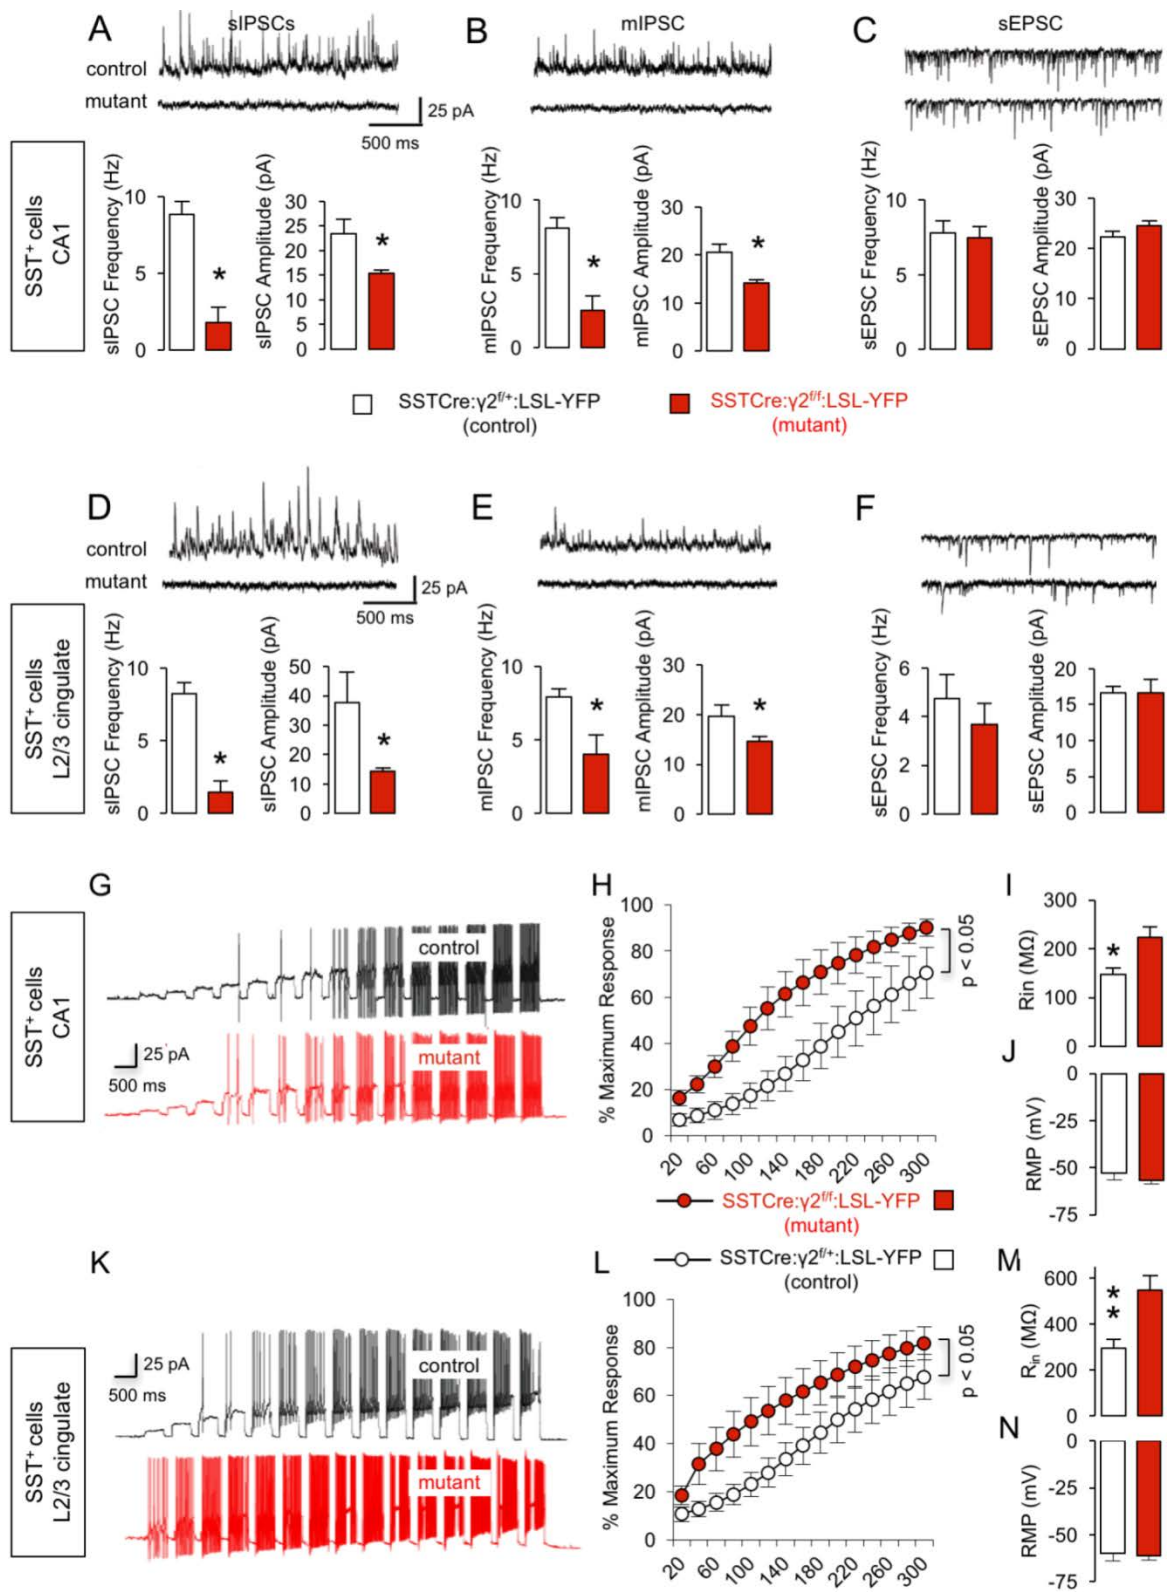 A
sIPSCs
control
mutant
25 pA
500 ms
B
mIPSC
C
sEPSC
SST⁺ cells
CA1
sIPSC Frequency (Hz)
10
5
0
sIPSC Amplitude (pA)
30
25
20
15
10
5
0
*
*
mIPSC Frequency (Hz)
10
5
0
mIPSC Amplitude (pA)
30
20
10
0
*
*
sEPSC Frequency (Hz)
10
5
0
sEPSC Amplitude (pA)
30
20
10
0
SSTCre:γ2f/+:LSL-YFP
(control)
SSTCre:γ2f/f:LSL-YFP
(mutant)
D
control
mutant
25 pA
500 ms
E
F
SST⁺ cells
L2/3 cingulate
sIPSC Frequency (Hz)
10
5
0
sIPSC Amplitude (pA)
50
40
30
20
10
0
*
*
mIPSC Frequency (Hz)
10
5
0
mIPSC Amplitude (pA)
30
20
10
0
*
*
sEPSC Frequency (Hz)
6
4
2
0
sEPSC Amplitude (pA)
20
15
10
5
0
G
SST⁺ cells
CA1
control
mutant
25 pA
500 ms
H
% Maximum Response
100
80
60
40
20
0
20
60
100
140
180
220
260
300
p < 0.05
I
Rin (MΩ)
300
200
100
0
*
J
RMP (mV)
0
-25
-50
-75
SSTCre:γ2f/f:LSL-YFP
(mutant)
SSTCre:γ2f/+:LSL-YFP
(control)
K
SST⁺ cells
L2/3 cingulate
25 pA
500 ms
control
mutant
L
% Maximum Response
100
80
60
40
20
0
20
60
100
140
180
220
260
300
p < 0.05
M
Rin (MΩ)
600
400
200
0
*
*
N
RMP (mV)
0
-25
-50
-75